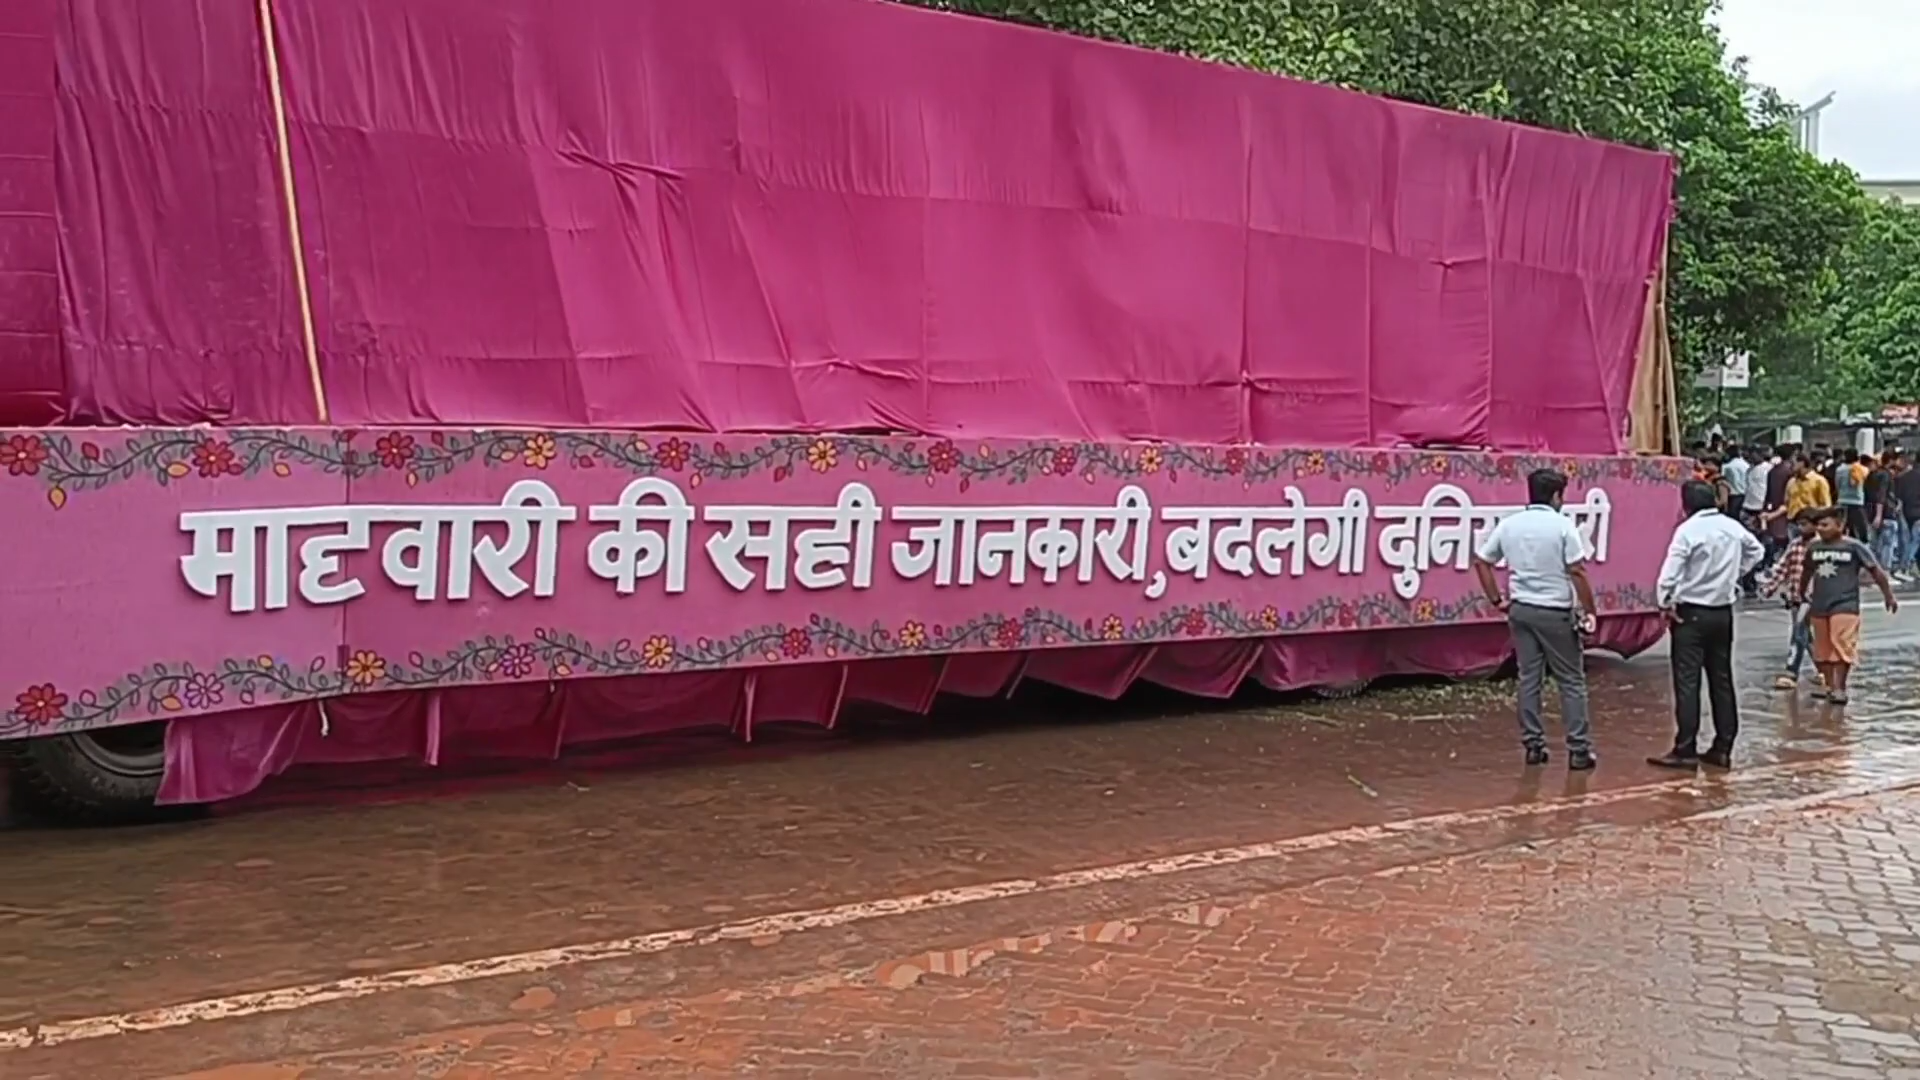 माहवारी की सही जानकारी, बदलेगी